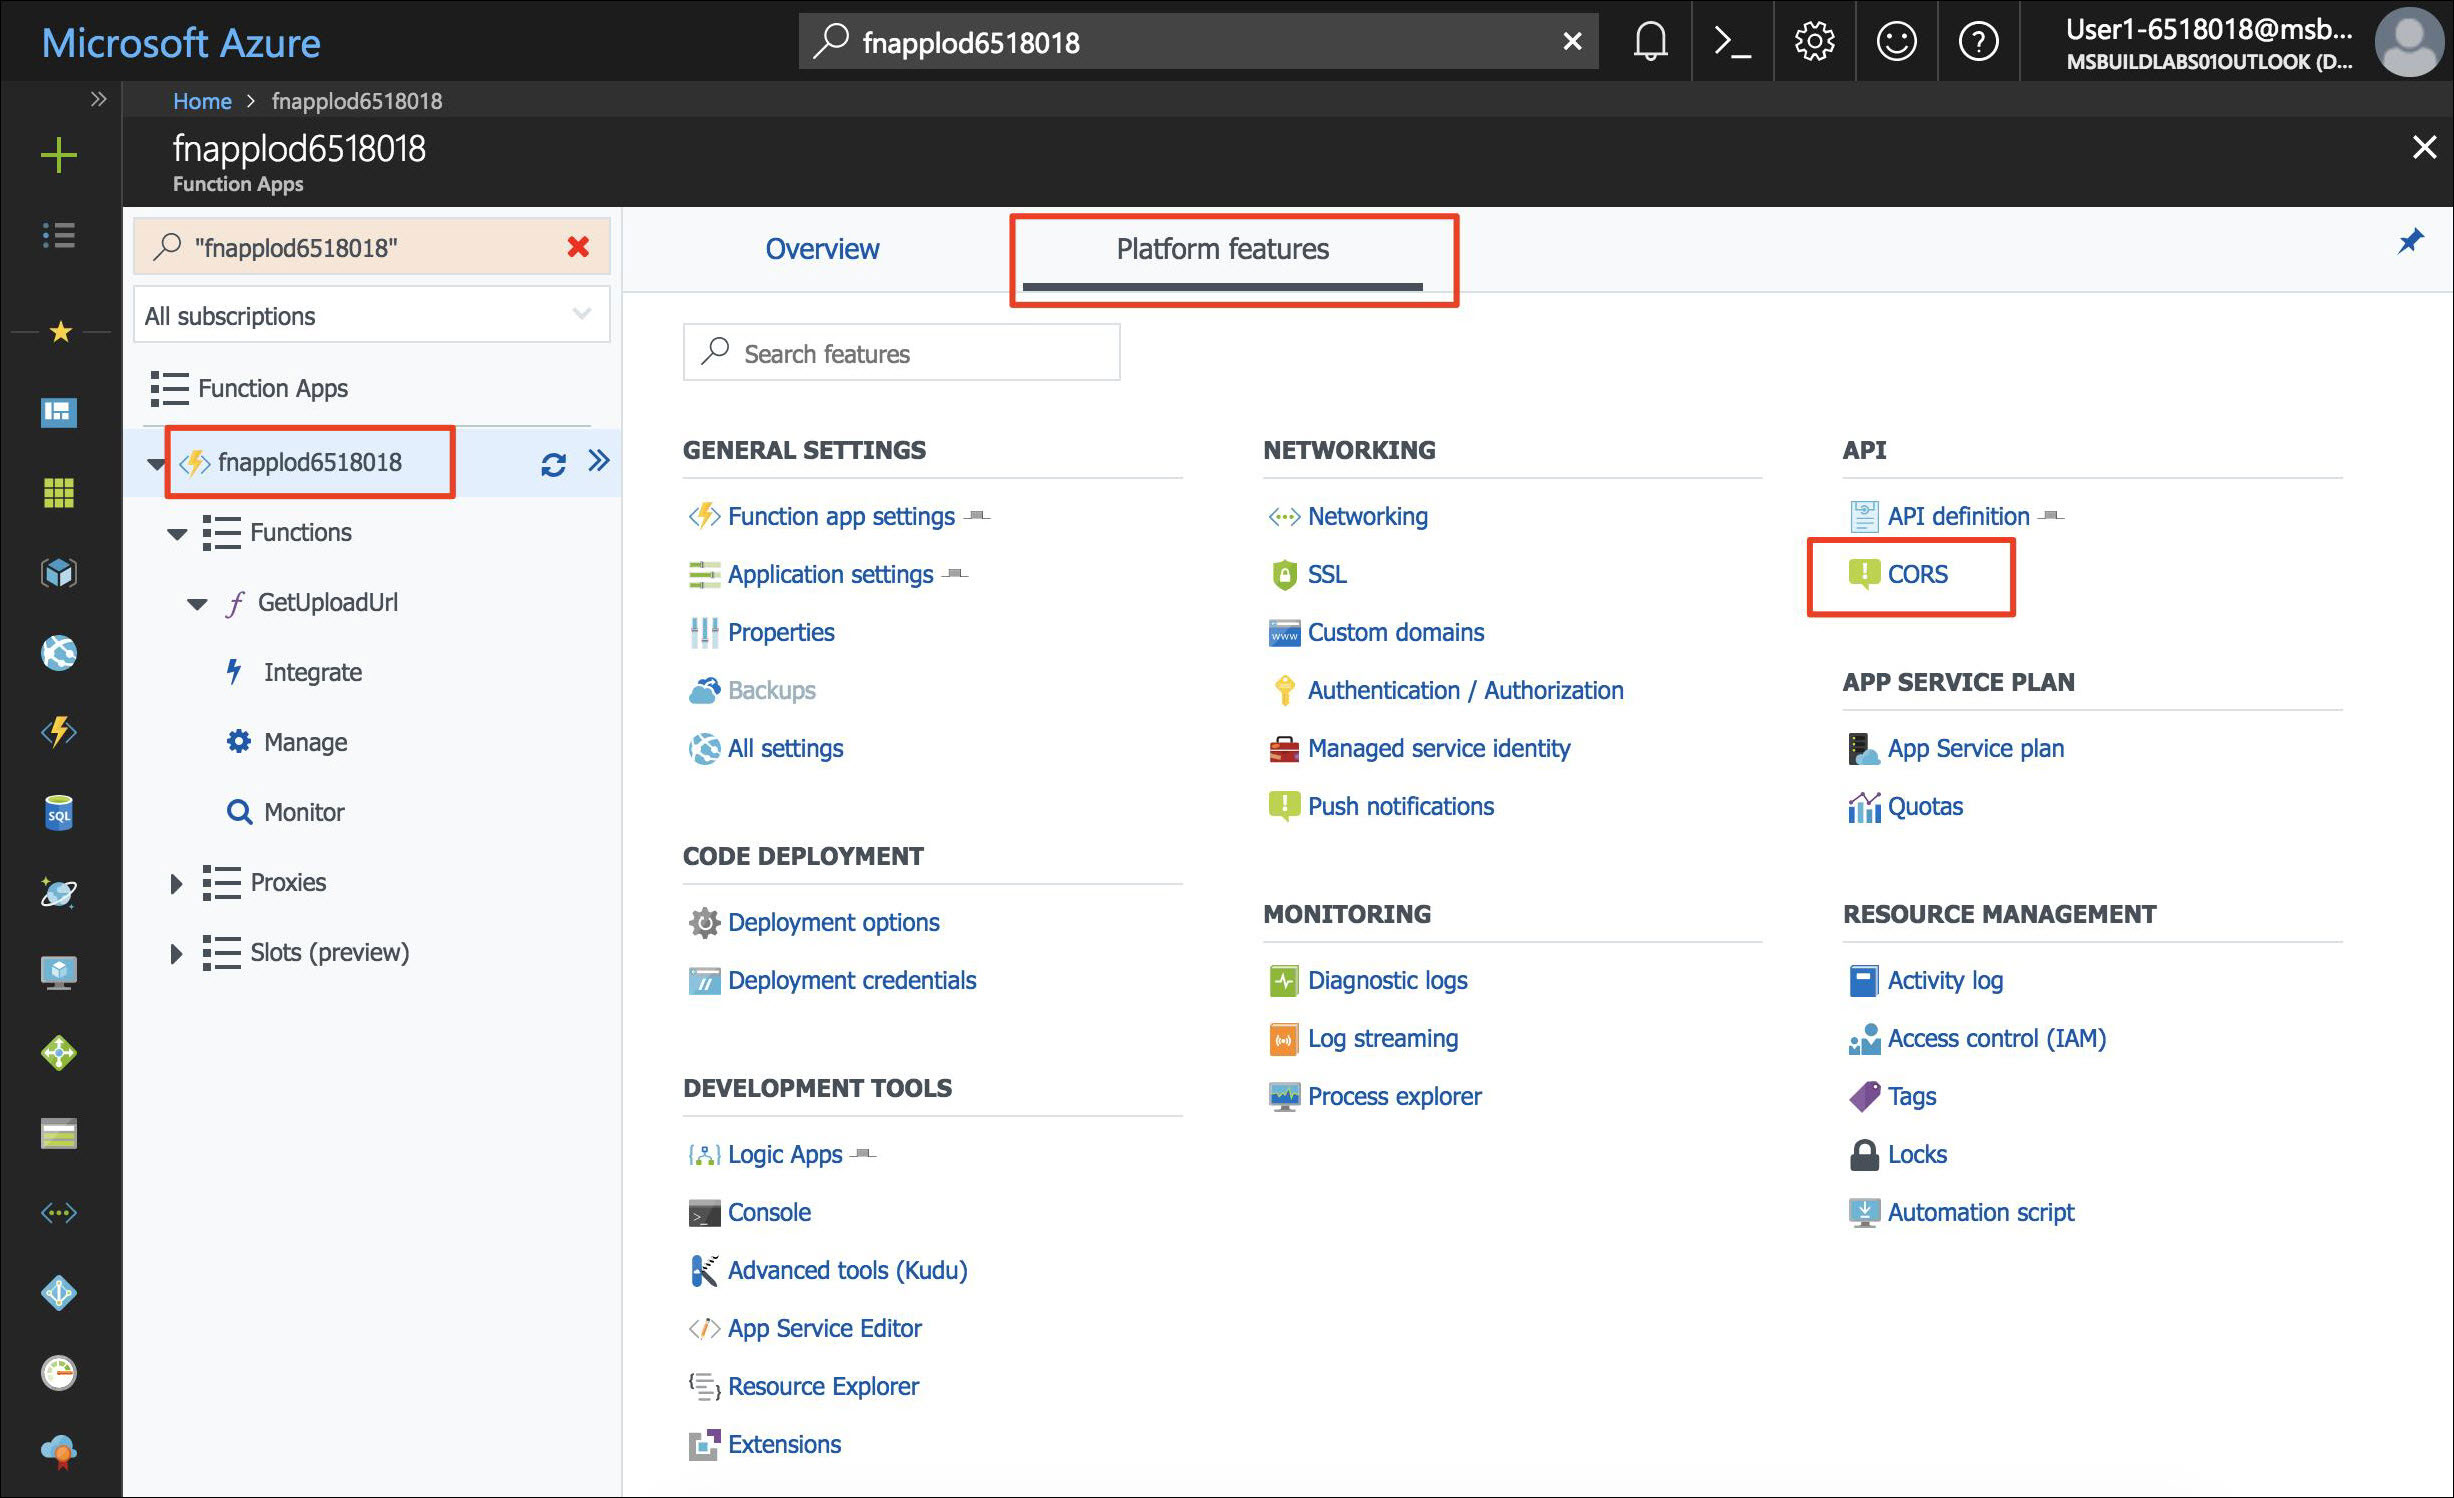 Microsoft Azure
fnapplod6518018
User1-6518018@msb...
MSBUILDLABS01OUTLOOK (D...
Home > fnapplod6518018
fnapplod6518018
Function Apps
"fnapplod6518018"
All subscriptions
Function Apps
fnapplod6518018
Functions
GetUploadUrl
Integrate
Manage
Monitor
Proxies
Slots (preview)
SQL
Overview
Platform features
Search features
GENERAL SETTINGS
Function app settings
Application settings
Properties
Backups
All settings
CODE DEPLOYMENT
Deployment options
Deployment credentials
DEVELOPMENT TOOLS
Logic Apps
Console
Advanced tools (Kudu)
App Service Editor
Resource Explorer
Extensions
NETWORKING
Networking
SSL
www
Custom domains
Authentication / Authorization
Managed service identity
Push notifications
MONITORING
Diagnostic logs
Log streaming
Process explorer
API
API definition
CORS
APP SERVICE PLAN
App Service plan
Quotas
RESOURCE MANAGEMENT
Activity log
Access control (IAM)
Tags
Locks
Automation script